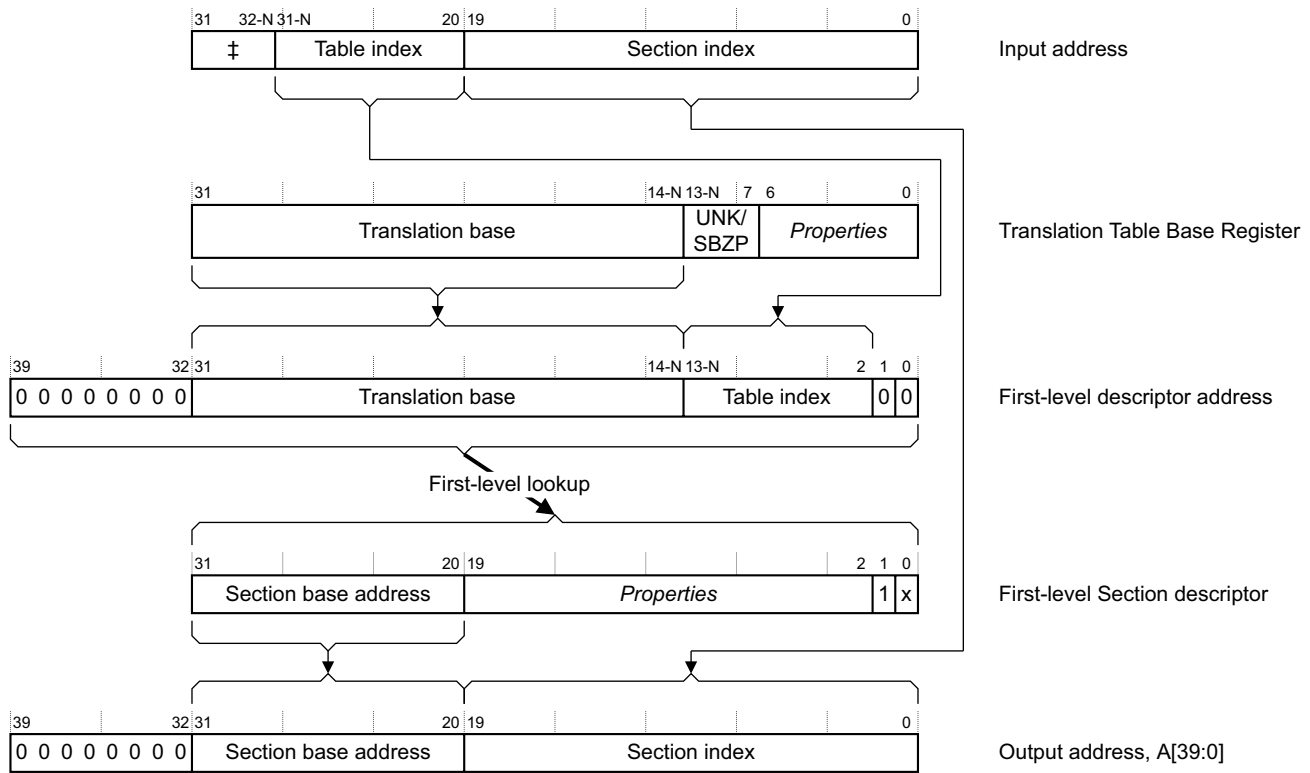 31 32-N 31-N 20 19 0
‡ Table index Section index Input address
31 14-N 13-N 7 6 0
Translation base UNK/ SBZP Properties Translation Table Base Register
39 32 31 14-N 13-N 2 1 0
0 0 0 0 0 0 0 0 Translation base Table index 0 0 First-level descriptor address
First-level lookup
31 20 19 2 1 0
Section base address Properties 1 x First-level Section descriptor
39 32 31 20 19 0
0 0 0 0 0 0 0 0 Section base address Section index Output address, A[39:0]